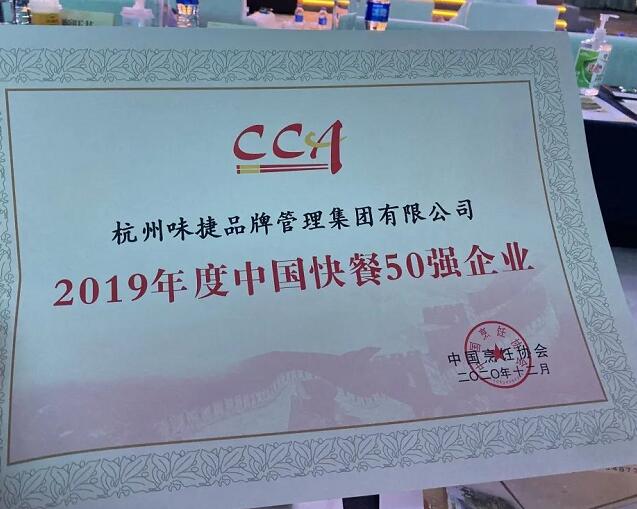 CCA
杭州味捷品牌管理集团有限公司
2019年度中国快餐50强企业
中国烹饪协会
二〇二〇年十二月